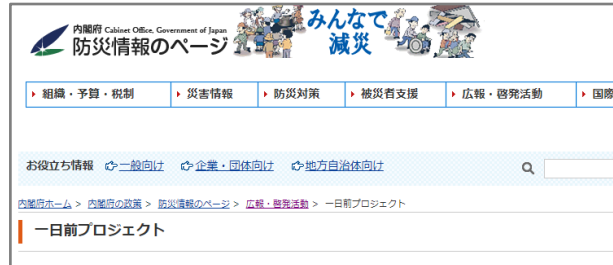 内閣府 Cabinet Office, Government of Japan
防災情報のページ
みんなで
減災
組織・予算・税制 災害情報 防災対策 被災者支援 広報・啓発活動 国際
お役立ち情報 一般向け 企業・団体向け 地方自治体向け
内閣府ホーム > 内閣府の政策 > 防災情報のページ > 広報・啓発活動 > 一日前プロジェクト
一日前プロジェクト